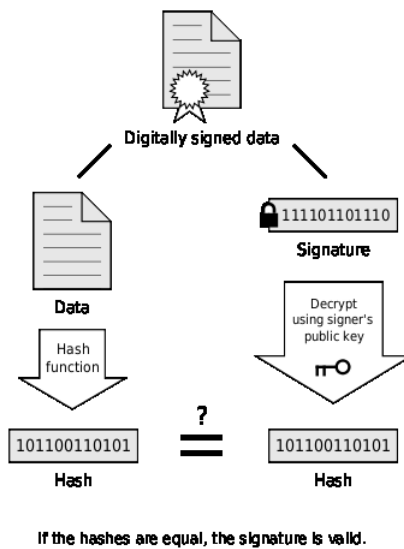 Digitally signed data
111101101110
Signature
Data
Decrypt
using signer's
public key
Hash
function
?
101100110101
=
101100110101
Hash
Hash
If the hashes are equal, the signature is valid.